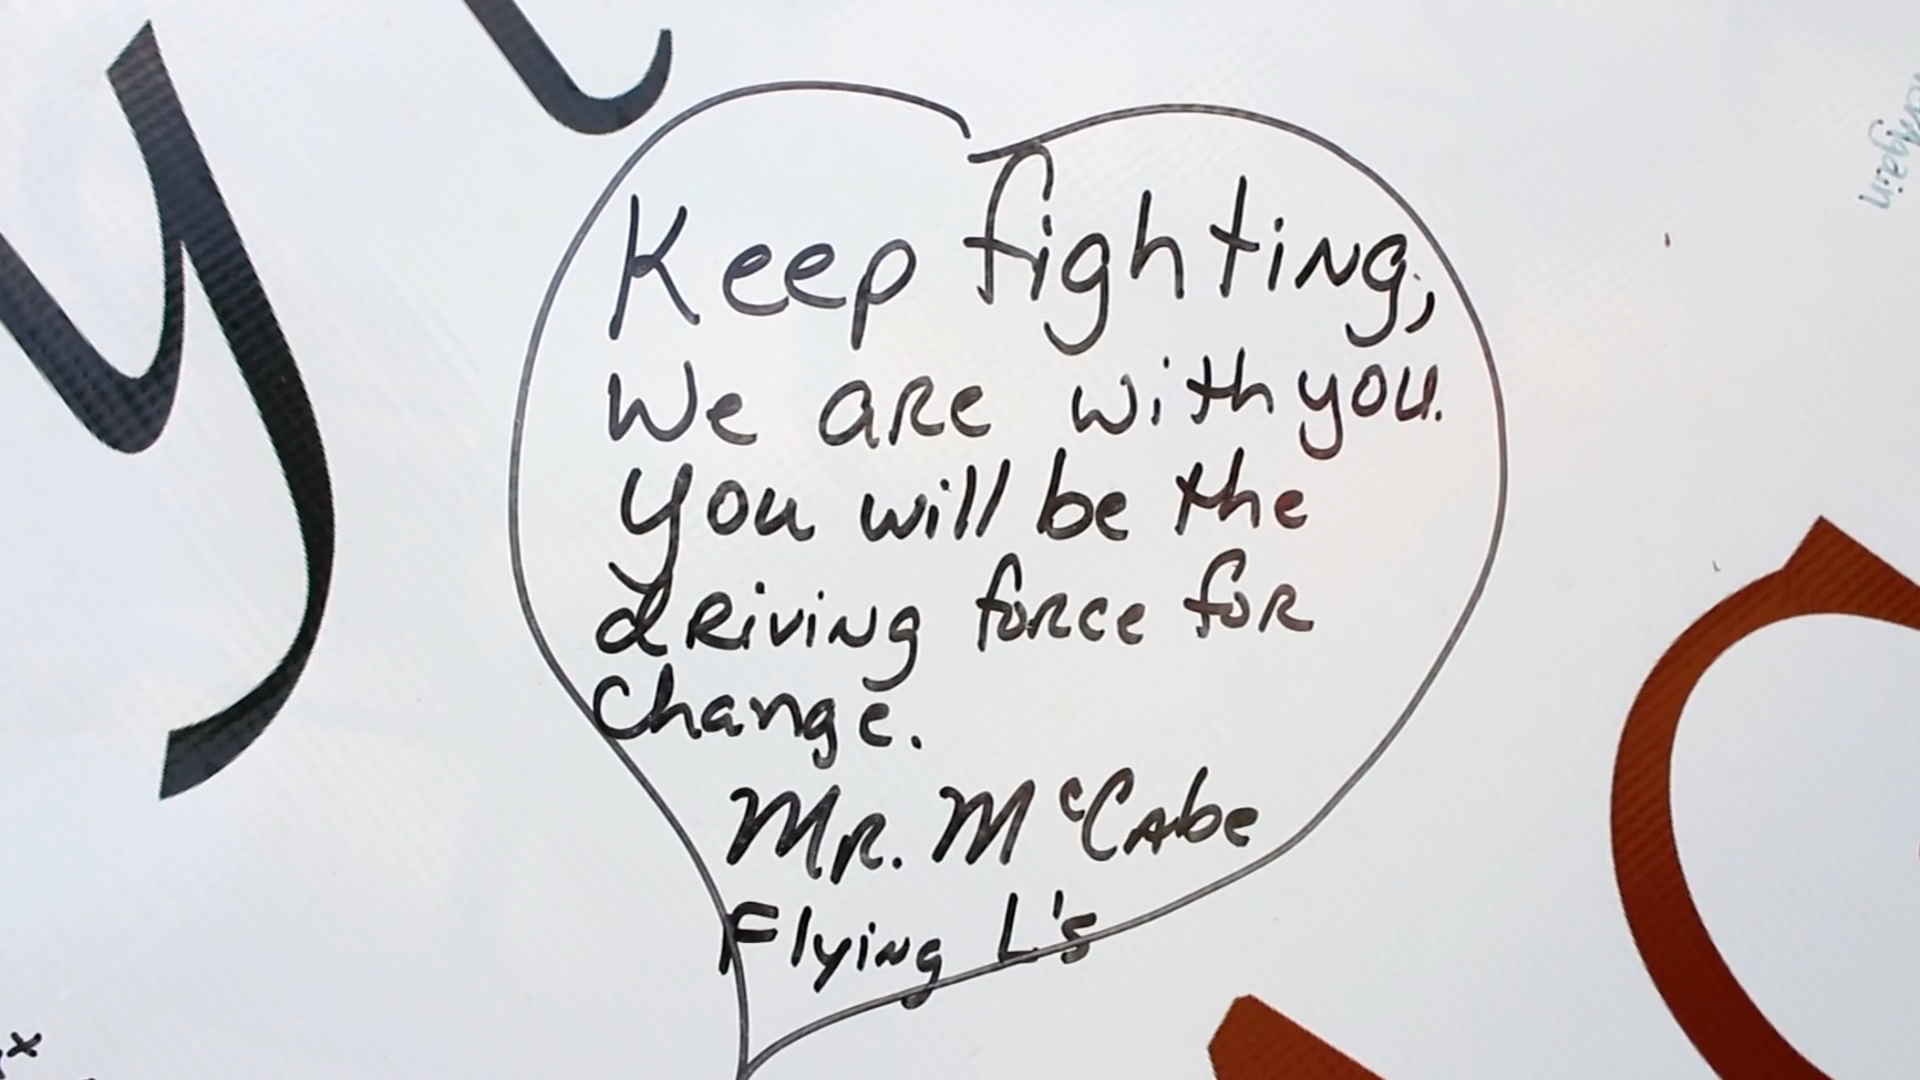 Keep fighting,
We are with you.
You will be the
driving force for
change.
Mr. McCabe
Flying L's